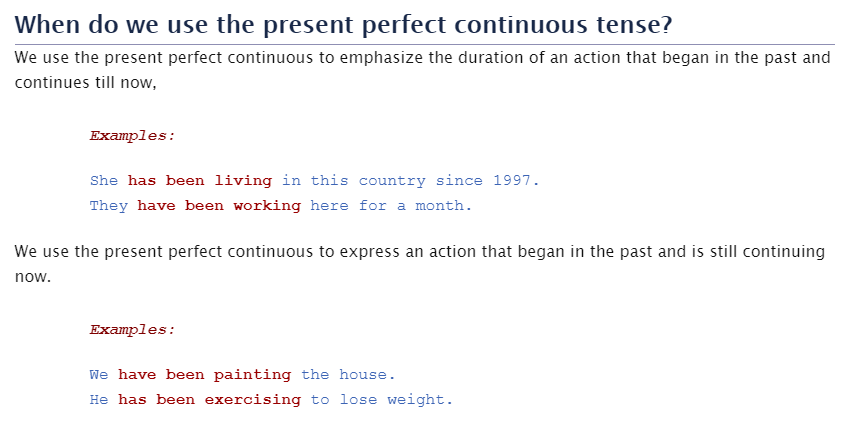 When do we use the present perfect continuous tense?
We use the present perfect continuous to emphasize the duration of an action that began in the past and
continues till now,
Examples:
She has been living in this country since 1997.
They have been working here for a month.
We use the present perfect continuous to express an action that began in the past and is still continuing
now.
Examples:
We have been painting the house.
He has been exercising to lose weight.